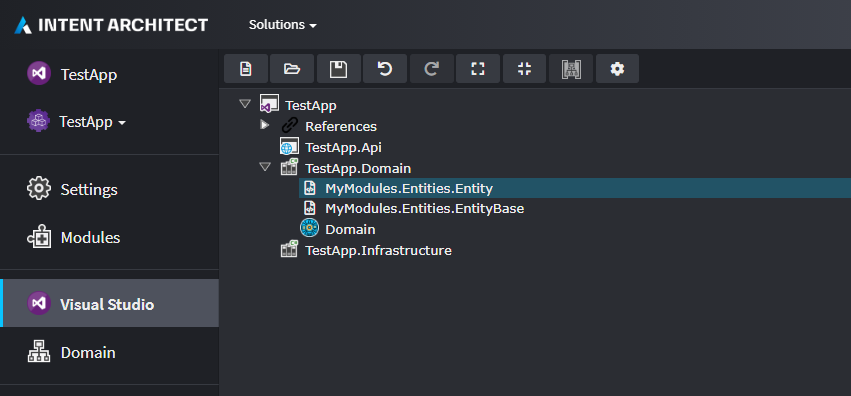 INTENT ARCHITECT
Solutions
TestApp
TestApp
Settings
Modules
Visual Studio
Domain
TestApp
References
TestApp.Api
TestApp.Domain
MyModules.Entities.Entity
MyModules.Entities.EntityBase
Domain
TestApp.Infrastructure